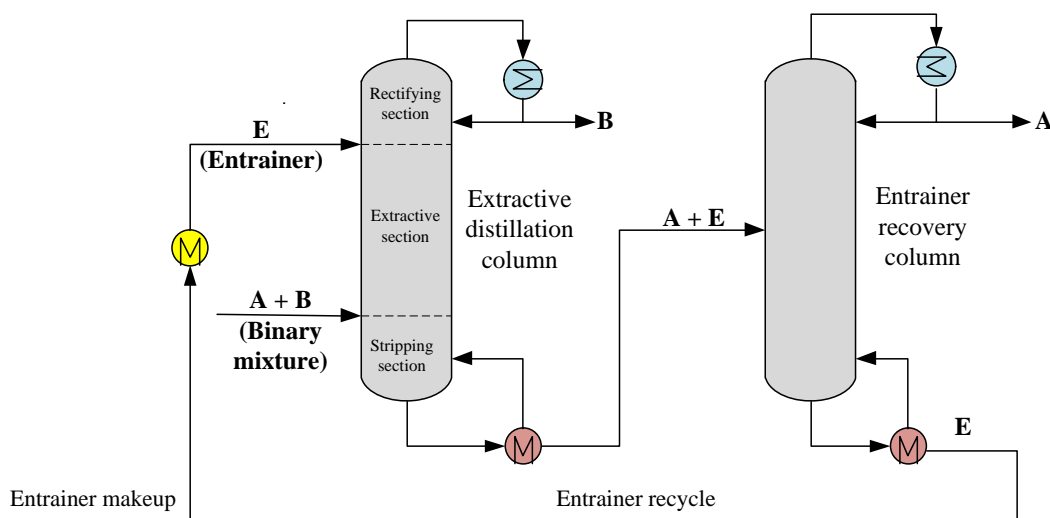 Rectifying
section
B
A
E
(Entrainer)
Extractive
section
Extractive
distillation
column
A + E
Entrainer
recovery
column
A + B
(Binary
mixture)
Stripping
section
E
Entrainer makeup
Entrainer recycle